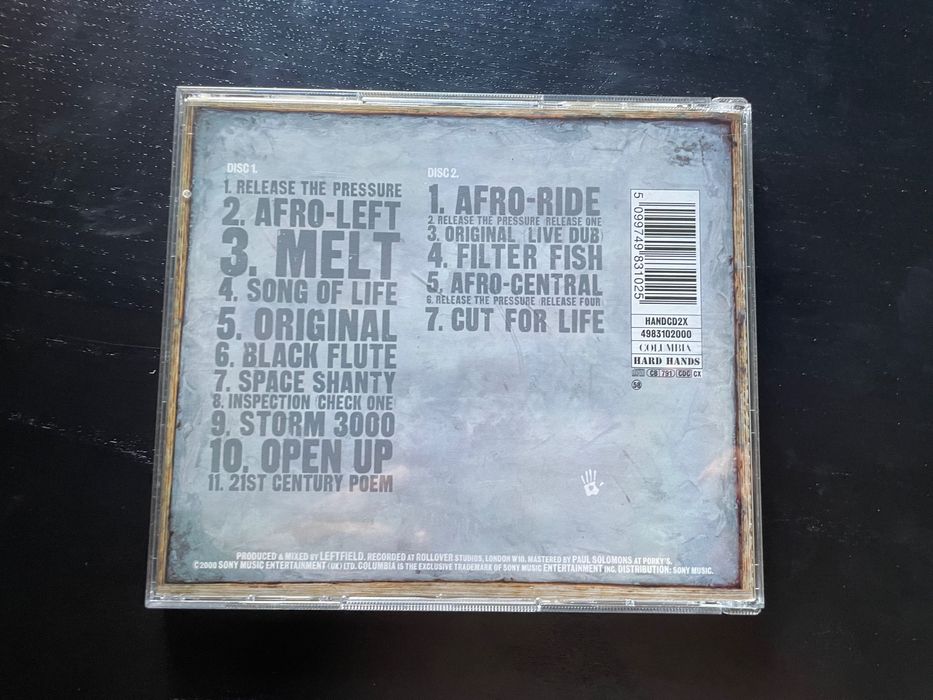 DISC 1.
1. RELEASE THE PRESSURE
2. AFRO-LEFT
3. MELT
4. SONG OF LIFE
5. ORIGINAL
6. BLACK FLUTE
7. SPACE SHANTY
8. INSPECTION (CHECK ONE)
9. STORM 3000
10. OPEN UP
11. 21ST CENTURY POEM
DISC 2.
1. AFRO-RIDE
2. RELEASE THE PRESSURE (RELEASE ONE)
3. ORIGINAL (LIVE DUB)
4. FILTER FISH
5. AFRO-CENTRAL
6. RELEASE THE PRESSURE (RELEASE FOUR)
7. CUT FOR LIFE
5 099749 831025
HANDCD2X
4983102000
COLUMBIA
HARD HANDS
CB 791 CDC CX
58
PRODUCED & MIXED BY LEFTFIELD. RECORDED AT ROLLOVER STUDIOS, LONDON W10. MASTERED BY PAUL SOLOMONS AT PORKY'S.
©2000 SONY MUSIC ENTERTAINMENT (UK) LTD. COLUMBIA IS THE EXCLUSIVE TRADEMARK OF SONY MUSIC ENTERTAINMENT INC. DISTRIBUTION: SONY MUSIC.